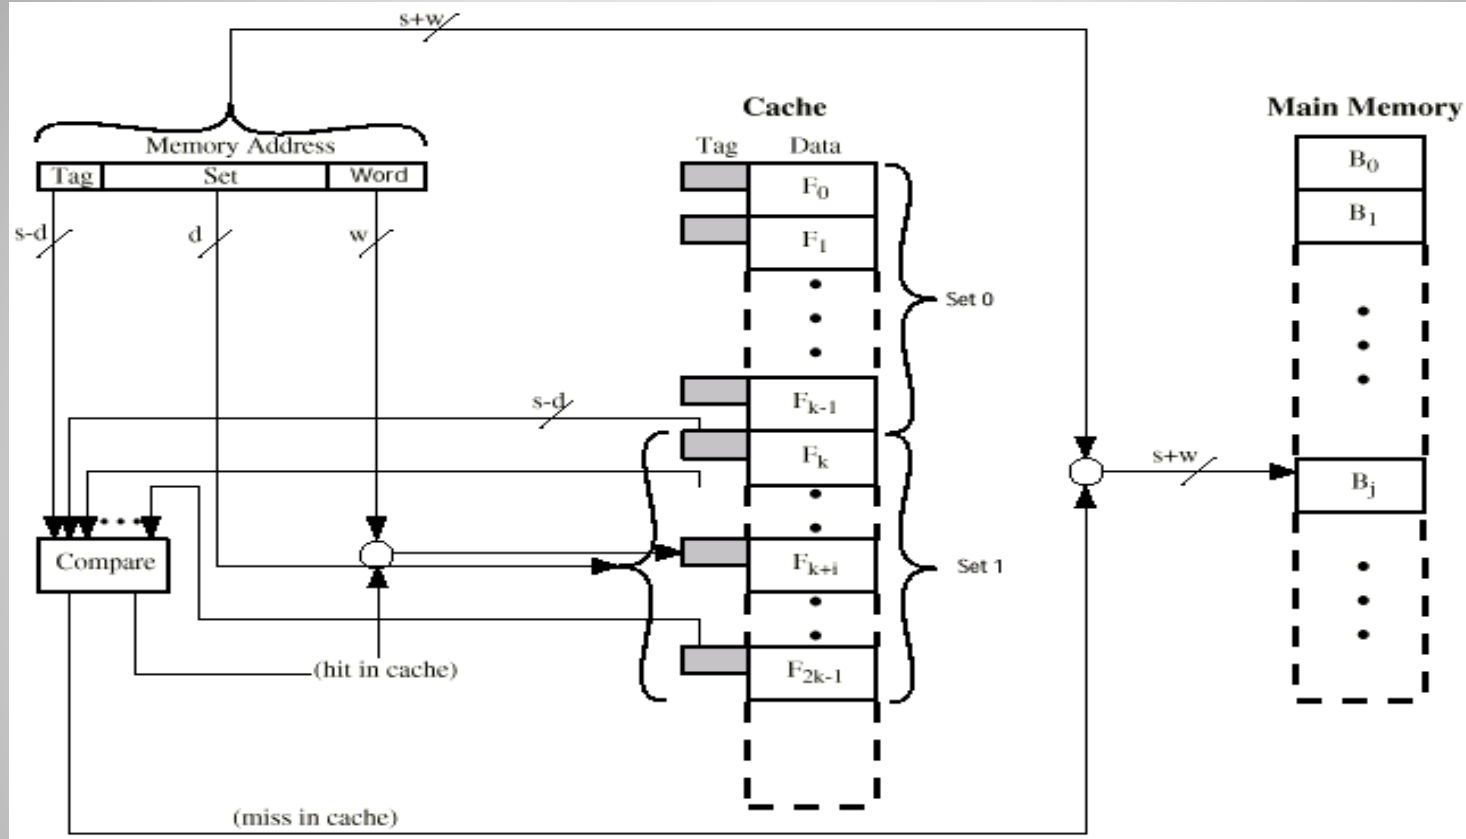 s+w
Cache
Main Memory
Memory Address
Tag Data
Tag Set Word
F0
B0
F1
B1
s-d d w
Set 0
Fk-1
s-d
Fk
s+w
Bj
Compare
Fk+i
Set 1
(hit in cache)
F2k-1
(miss in cache)